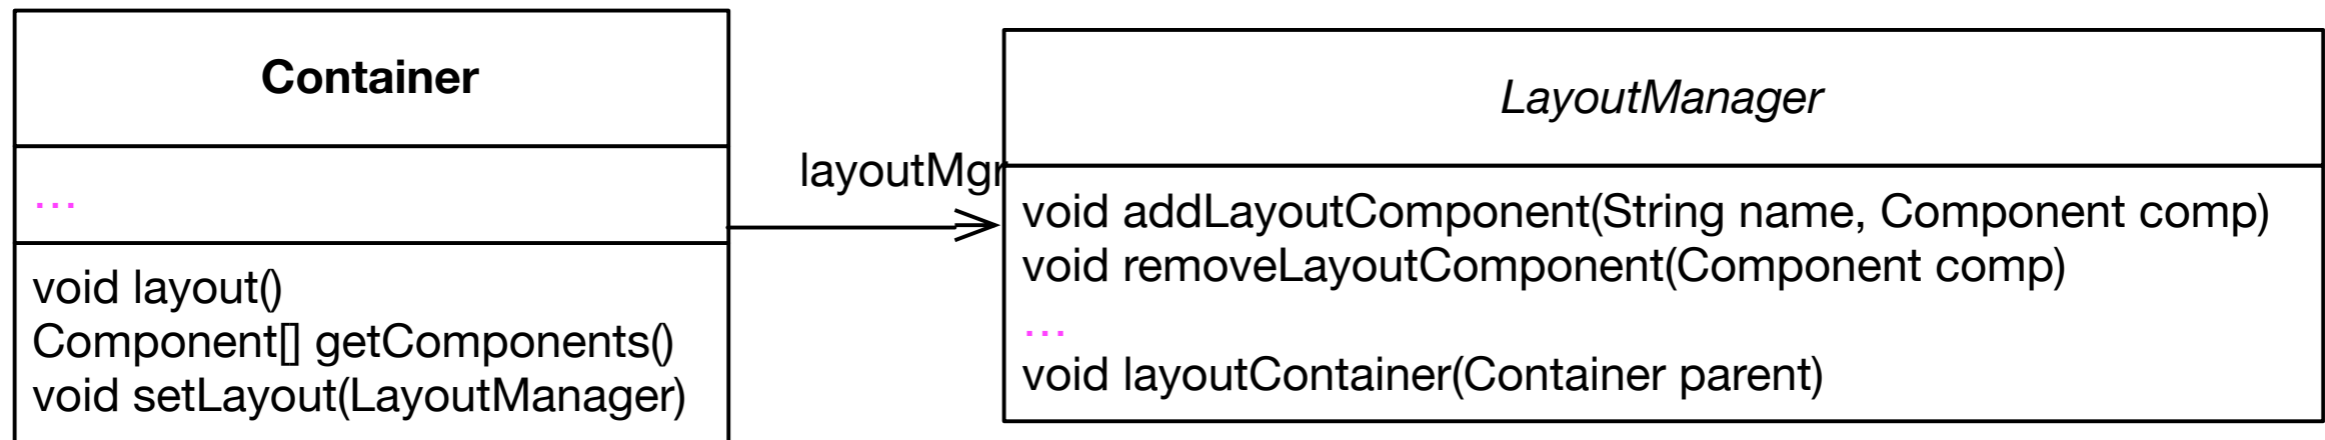 Container
…
void layout()
Component[] getComponents()
void setLayout(LayoutManager)
layoutMgr
LayoutManager
void addLayoutComponent(String name, Component comp)
void removeLayoutComponent(Component comp)
…
void layoutContainer(Container parent)